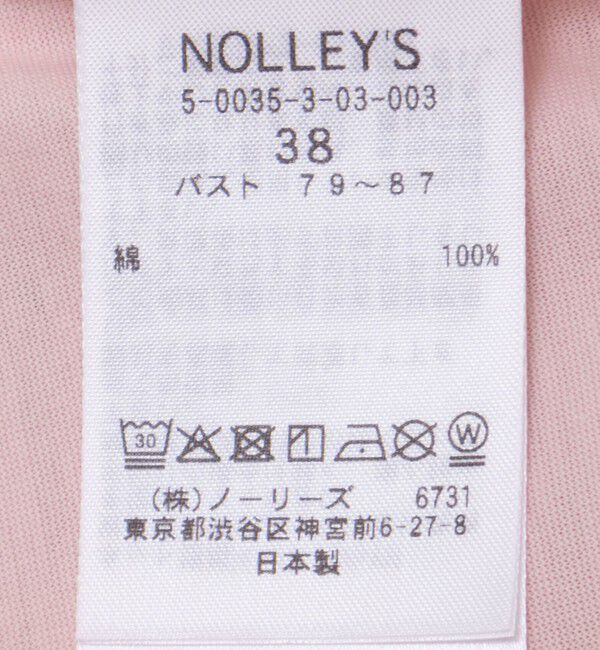 NOLLEY'S
5-0035-3-03-003
38
バスト 79～87
綿 100%
30 W
(株)ノーリーズ 6731
東京都渋谷区神宮前6-27-8
日本製